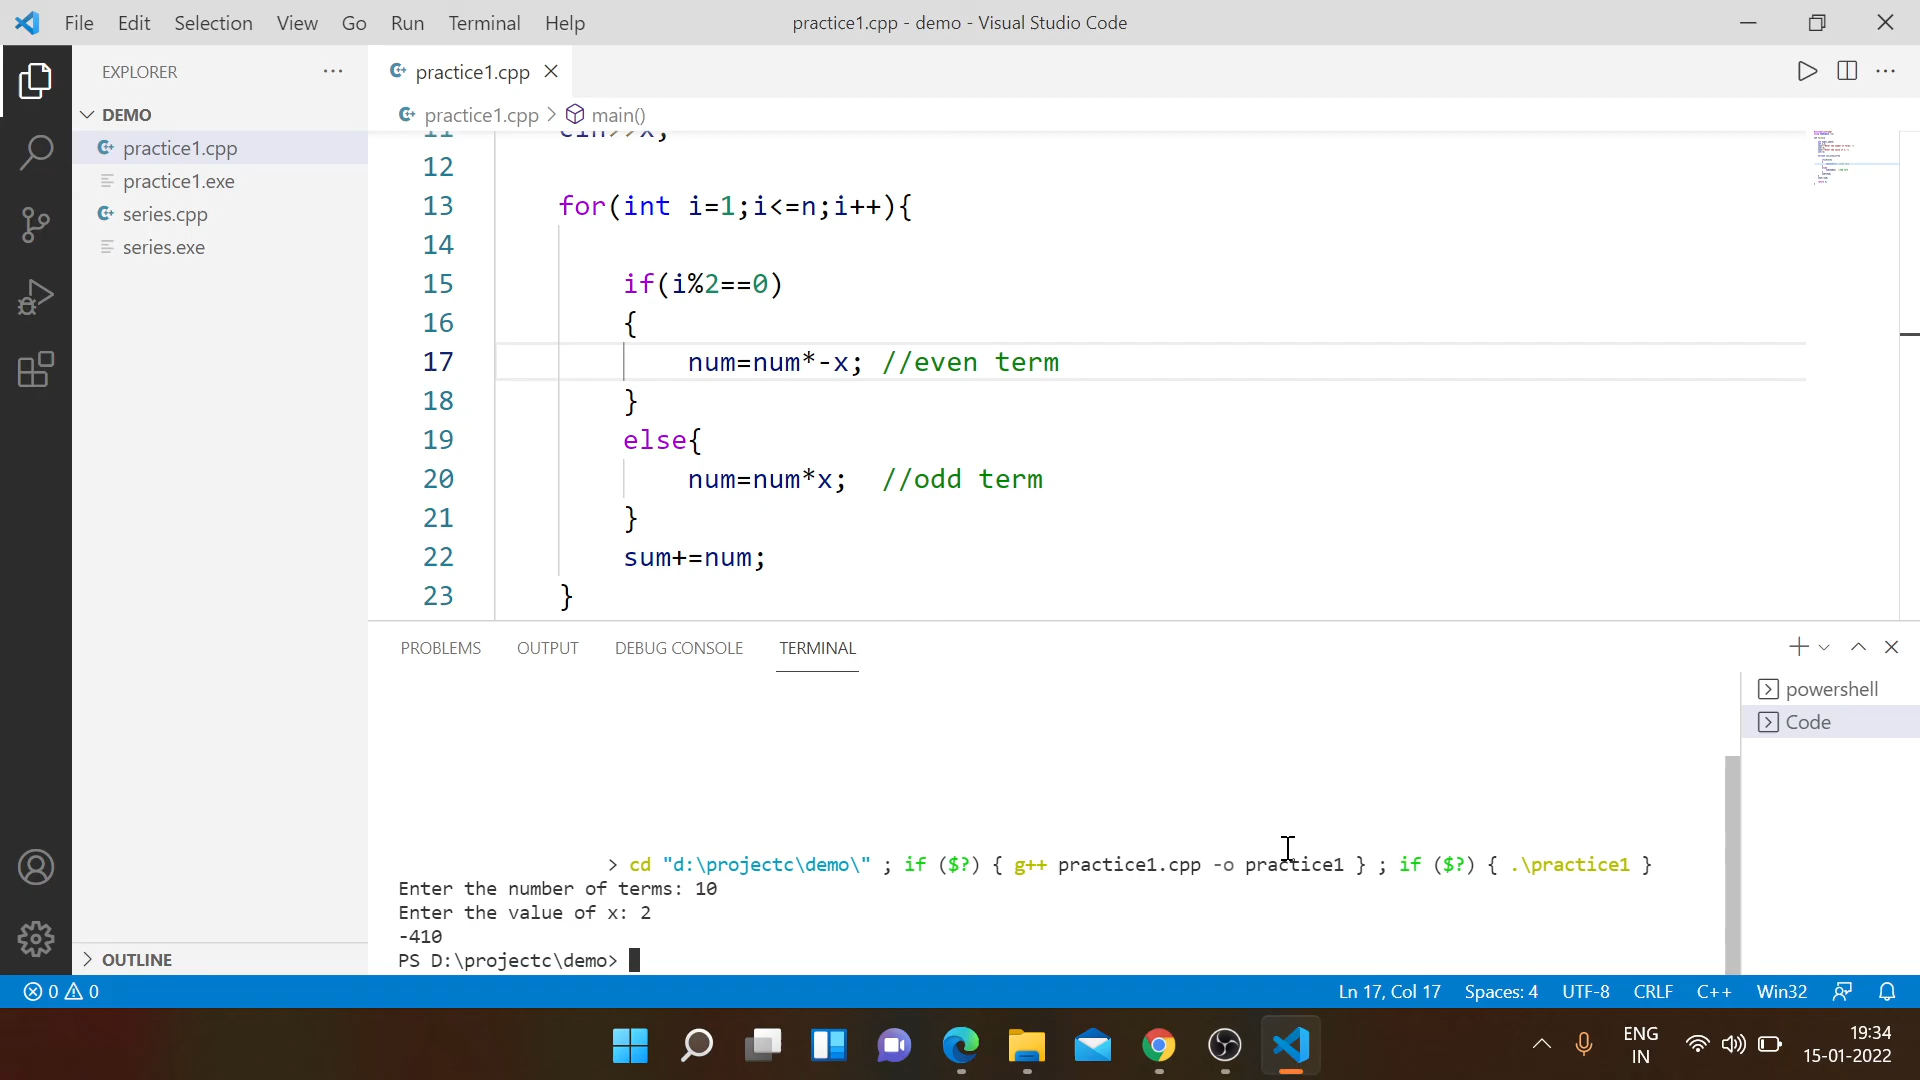 File Edit Selection View Go Run Terminal Help
practice1.cpp - demo - Visual Studio Code
EXPLORER
DEMO
practice1.cpp
practice1.exe
series.cpp
series.exe
OUTLINE
practice1.cpp
practice1.cpp > main()
11 cin>>x;
12
13 for(int i=1;i<=n;i++){
14
15 if(i%2==0)
16 {
17 num=num*-x; //even term
18 }
19 else{
20 num=num*x; //odd term
21 }
22 sum+=num;
23 }
PROBLEMS OUTPUT DEBUG CONSOLE TERMINAL
powershell
Code
> cd "d:\projectc\demo\" ; if ($?) { g++ practice1.cpp -o practice1 } ; if ($?) { .\practice1 }
Enter the number of terms: 10
Enter the value of x: 2
-410
PS D:\projectc\demo>
0 0
Ln 17, Col 17 Spaces: 4 UTF-8 CRLF C++ Win32
ENG
IN
19:34
15-01-2022